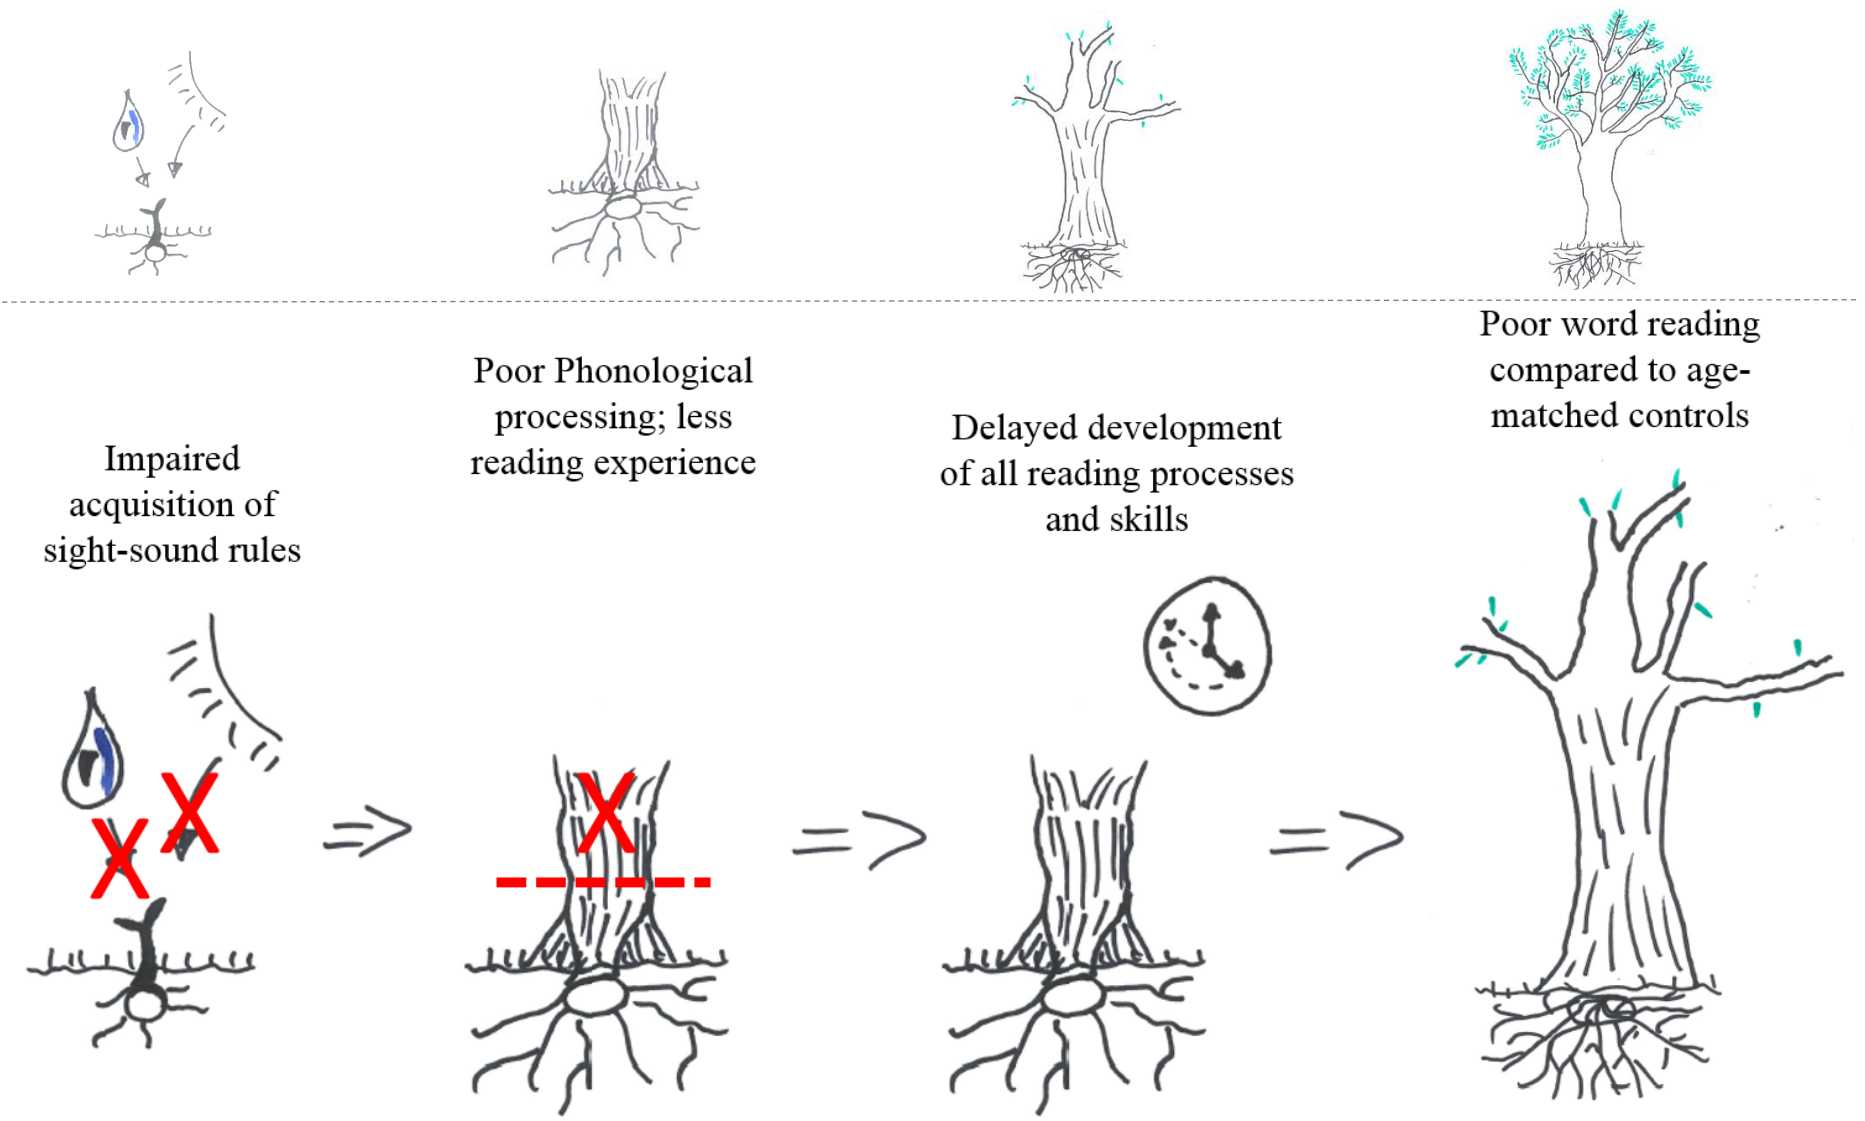 Impaired
acquisition of
sight-sound rules
Poor Phonological
processing; less
reading experience
Delayed development
of all reading processes
and skills
Poor word reading
compared to age-
matched controls